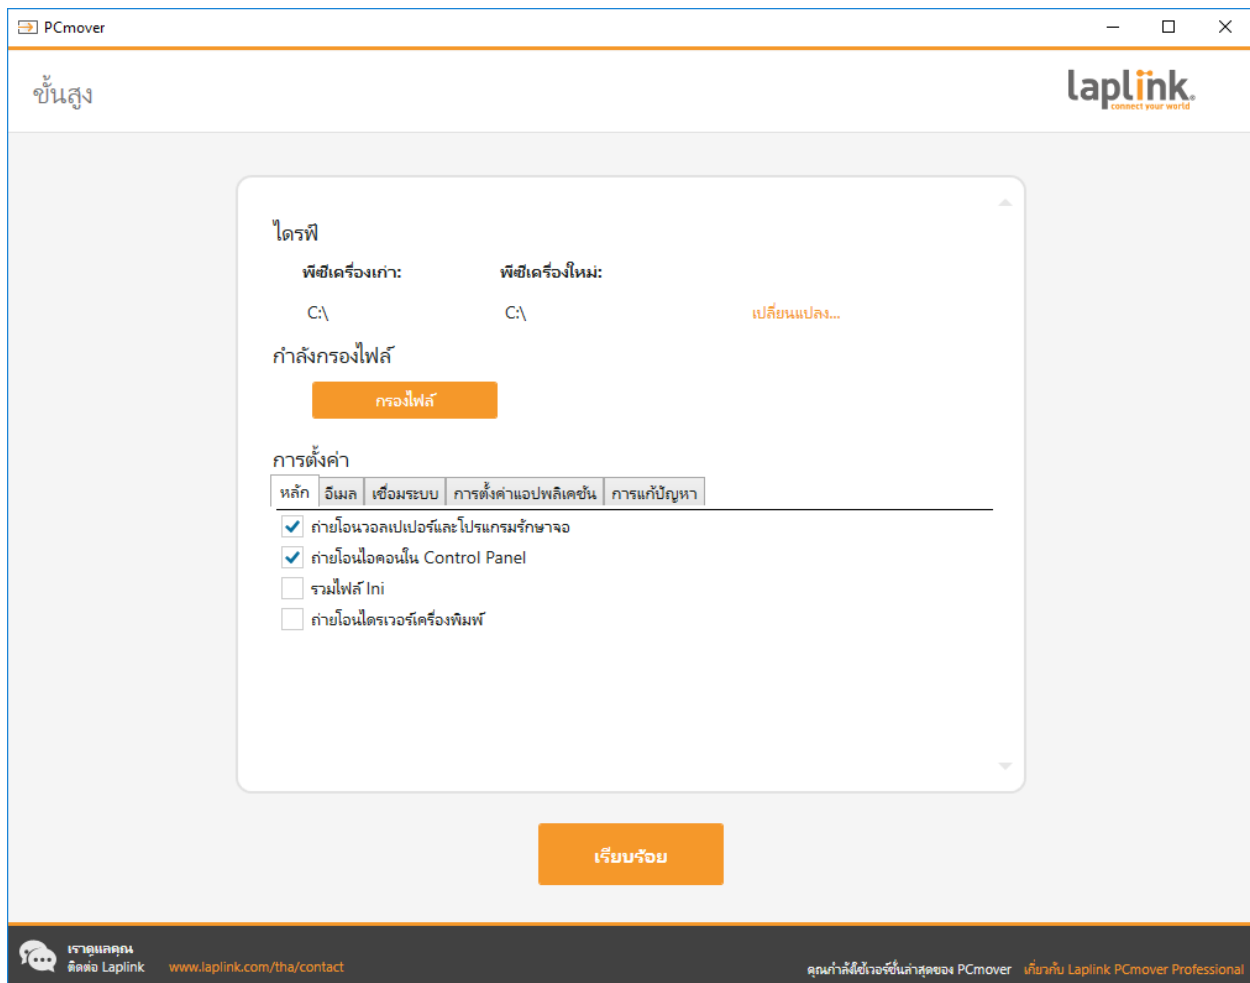 PCmover
ขั้นสูง
laplink.
connect your world
ไดรฟ์
พีซีเครื่องเก่า: พีซีเครื่องใหม่:
C:\ C:\ เปลี่ยนแปลง...
กำลังกรองไฟล์
กรองไฟล์
การตั้งค่า
หลัก อีเมล เชื่อมระบบ การตั้งค่าแอปพลิเคชัน การแก้ปัญหา
ถ่ายโอนวอลเปเปอร์และโปรแกรมรักษาจอ
ถ่ายโอนไอคอนใน Control Panel
รวมไฟล์ Ini
ถ่ายโอนไดรเวอร์เครื่องพิมพ์
เรียบร้อย
เราดูแลคุณ
ติดต่อ Laplink www.laplink.com/tha/contact
คุณกำลังใช้เวอร์ชั่นล่าสุดของ PCmover เกี่ยวกับ Laplink PCmover Professional